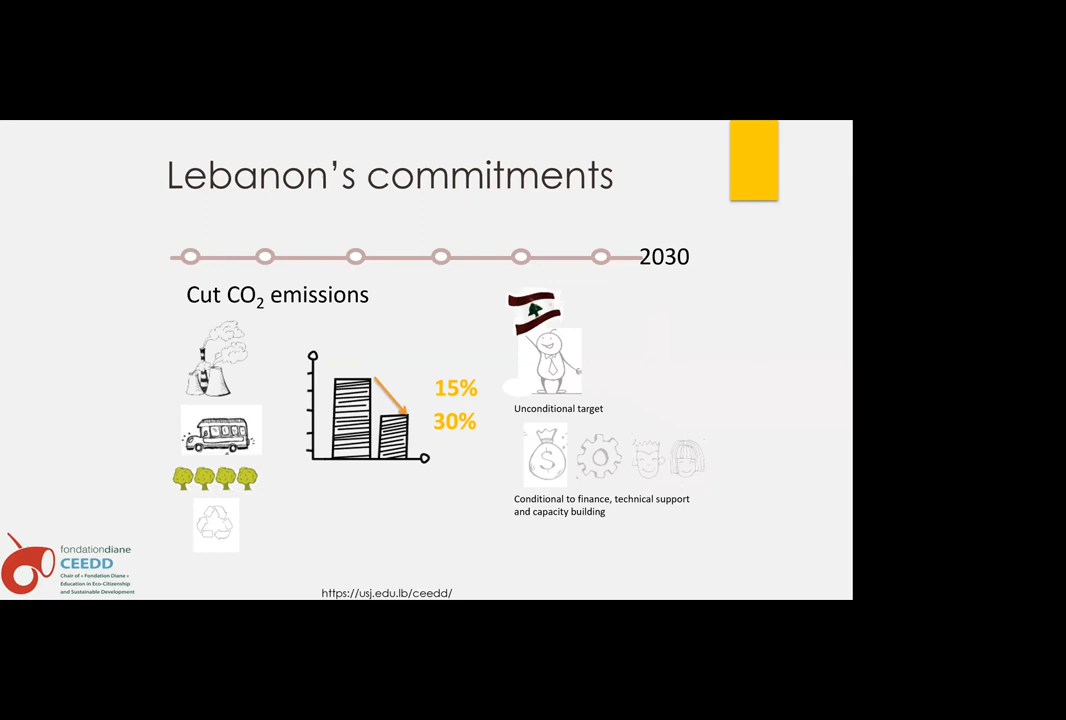 Lebanon's commitments
2030
Cut CO₂ emissions
15%
30%
Unconditional target
$
Conditional to finance, technical support
and capacity building
fondationdiane
CEEDD
Chair of « Fondation Diane »
Education in Eco-Citizenship
and Sustainable Development
https://usj.edu.lb/ceedd/